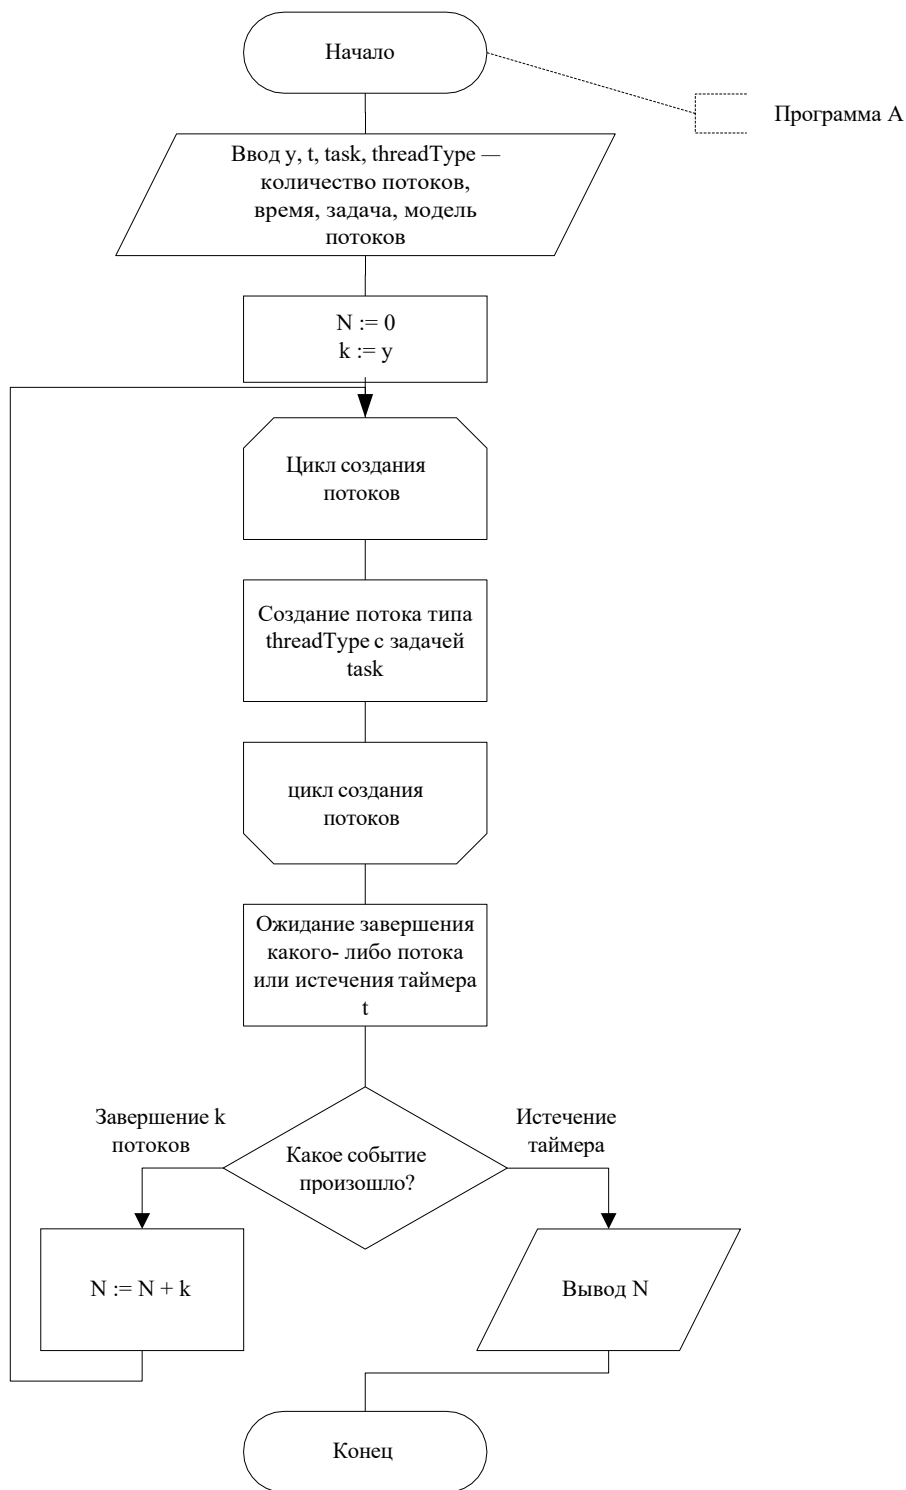 Начало
Программа А
Ввод y, t, task, threadType —
количество потоков,
время, задача, модель
потоков
N := 0
k := y
Цикл создания
потоков
Создание потока типа
threadType с задачей
task
цикл создания
потоков
Ожидание завершения
какого- либо потока
или истечения таймера
t
Завершение k
потоков
Истечение
таймера
Какое событие
произошло?
N := N + k
Вывод N
Конец